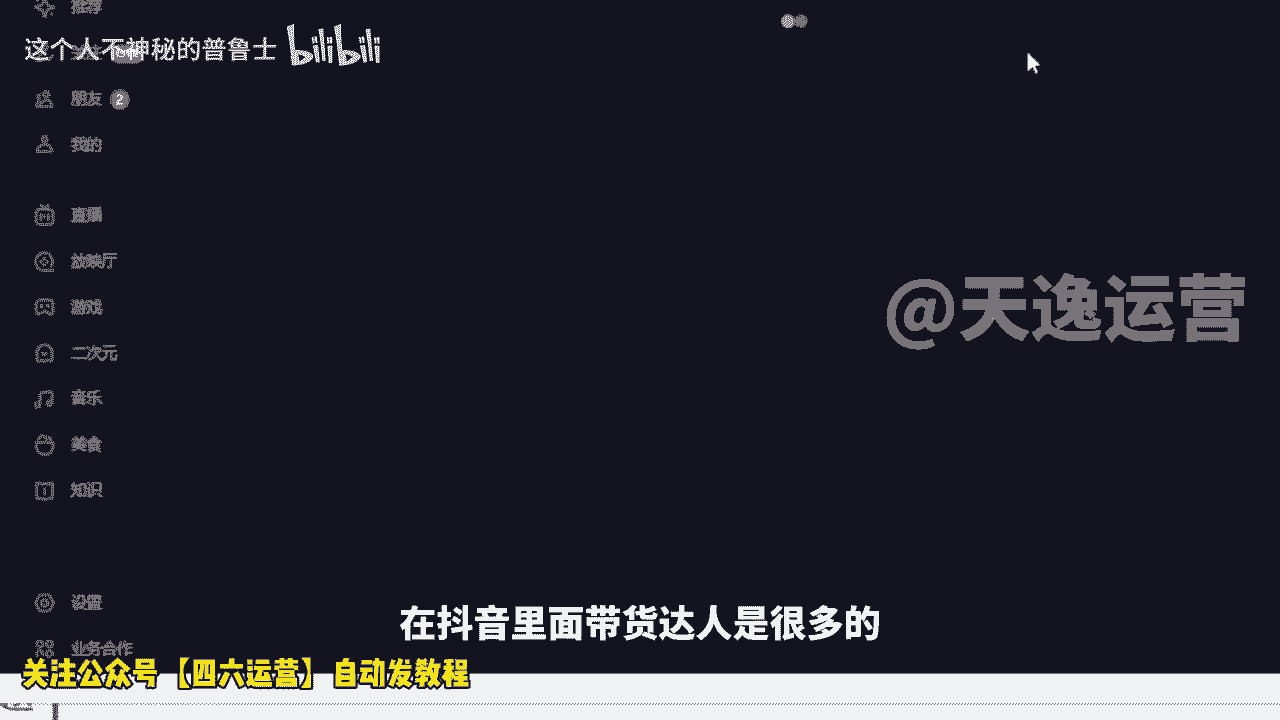 推荐
这个人不神秘的普鲁士 bilibili
朋友 2
我的
直播
放映厅
游戏
二次元
@天逸运营
音乐
美食
知识
设置
在抖音里面带货达人是很多的
业务合作
关注公众号【四六运营】自动发教程